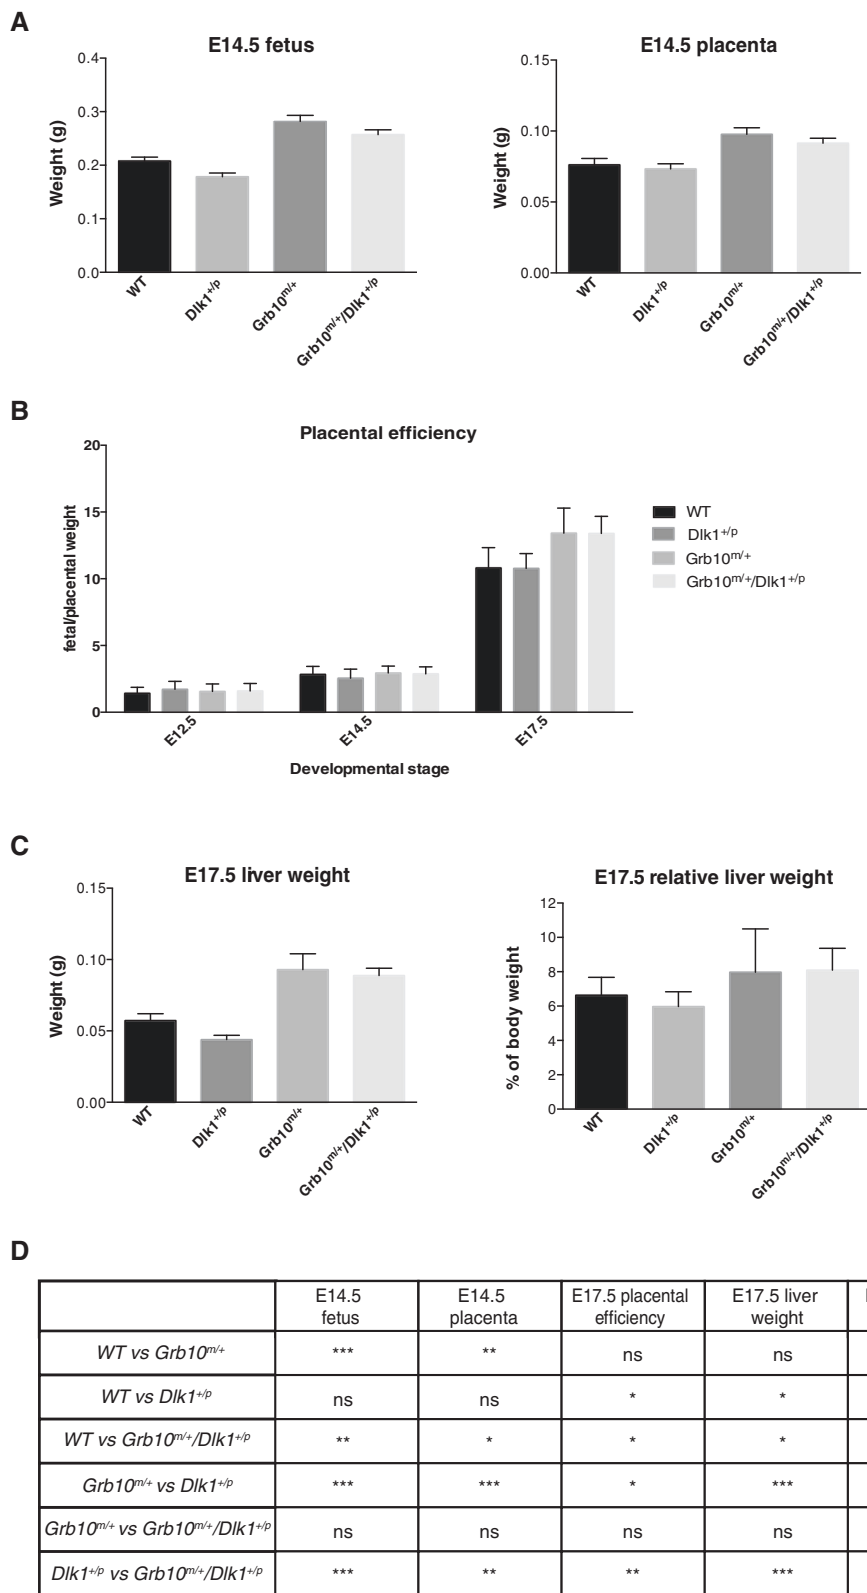 A
E14.5 fetus
Weight (g)
0.4
0.3
0.2
0.1
0.0
WT
Dlk1+/p
Grb10m/+
Grb10m/+/Dlk1+/p
E14.5 placenta
Weight (g)
0.15
0.10
0.05
0.00
WT
Dlk1+/p
Grb10m/+
Grb10m/+/Dlk1+/p
B
Placental efficiency
fetal/placental weight
20
15
10
5
0
E12.5
E14.5
E17.5
Developmental stage
WT
Dlk1+/p
Grb10m/+
Grb10m/+/Dlk1+/p
C
E17.5 liver weight
Weight (g)
0.15
0.10
0.05
0.00
WT
Dlk1+/p
Grb10m/+
Grb10m/+/Dlk1+/p
E17.5 relative liver weight
% of body weight
12
10
8
6
4
2
0
WT
Dlk1+/p
Grb10m/+
Grb10m/+/Dlk1+/p
D
E14.5 fetus E14.5 placenta E17.5 placental efficiency E17.5 liver weight
WT vs Grb10m/+ *** ** ns ns
WT vs Dlk1+/p ns ns * *
WT vs Grb10m/+/Dlk1+/p ** * * *
Grb10m/+ vs Dlk1+/p *** *** * ***
Grb10m/+ vs Grb10m/+/Dlk1+/p ns ns ns ns
Dlk1+/p vs Grb10m/+/Dlk1+/p *** ** ** ***